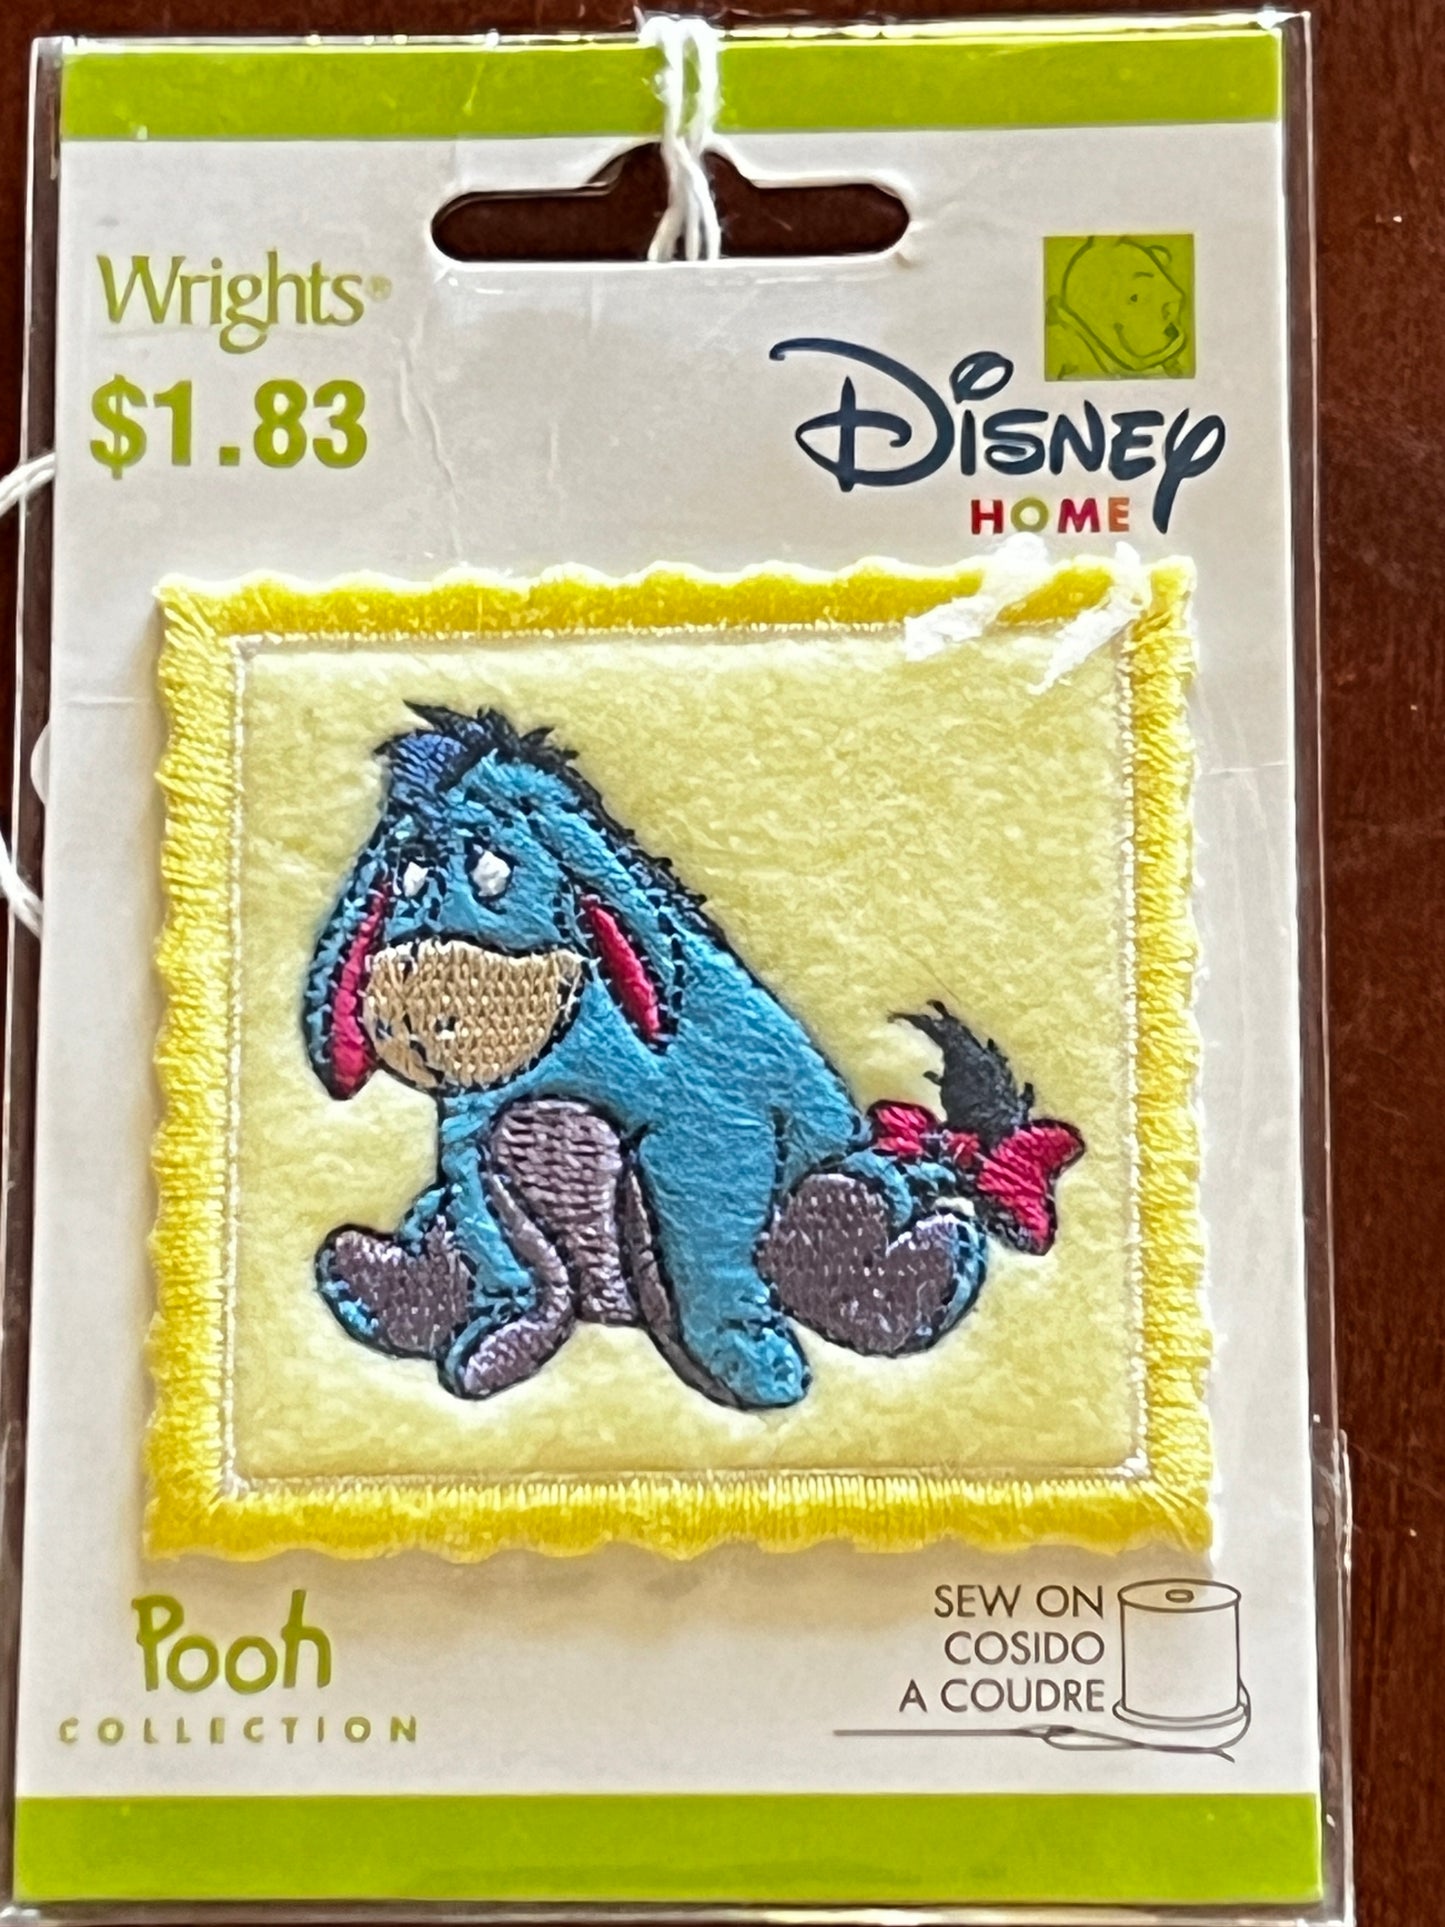 Wrights®
$1.83
Disney
HOME
Pooh
COLLECTION
SEW ON
COSIDO
A COUDRE